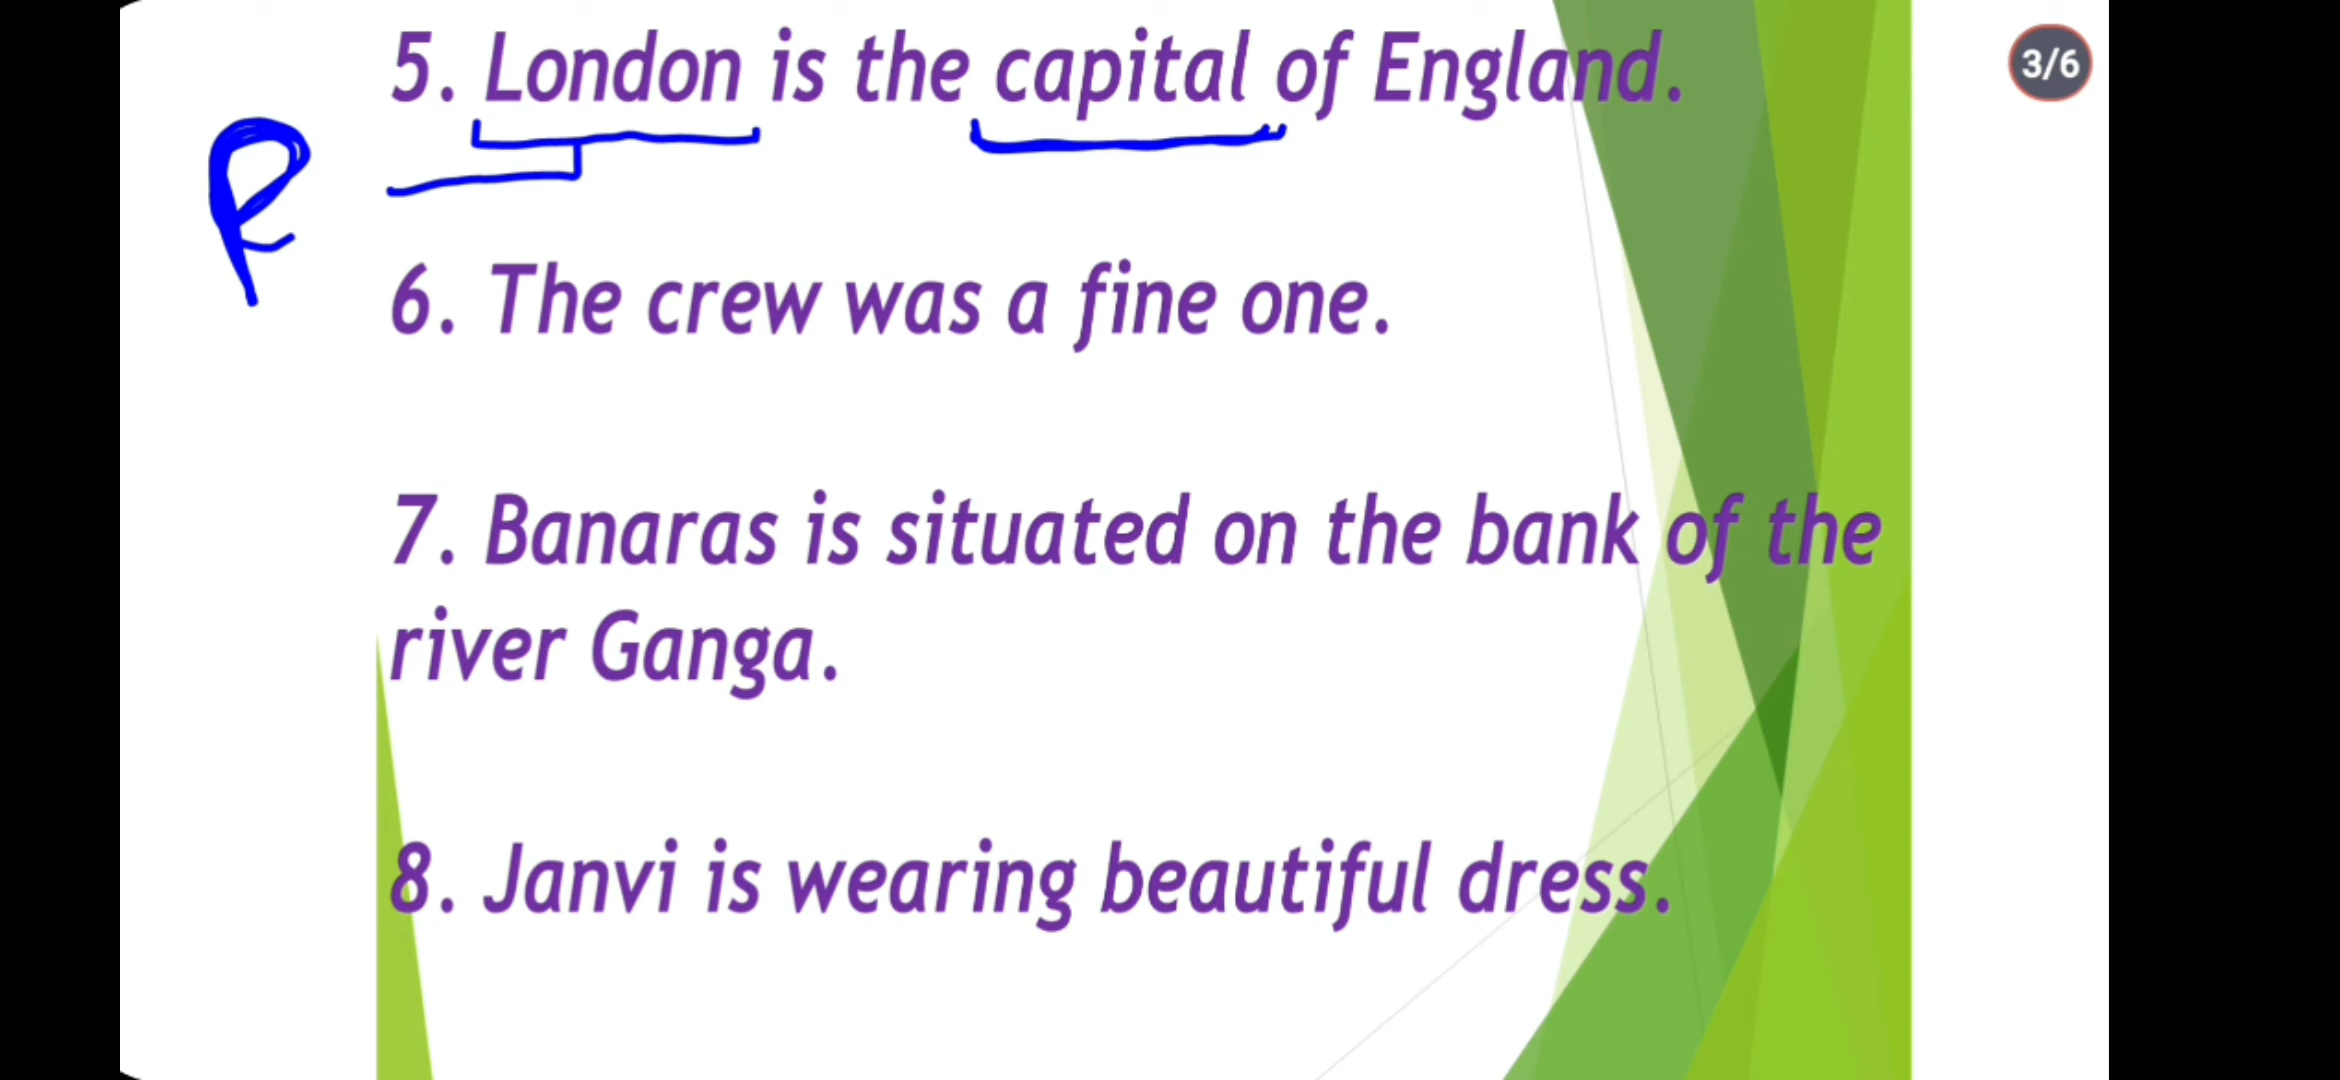 5. London is the capital of England.
3/6
R
6. The crew was a fine one.
7. Banaras is situated on the bank of the
river Ganga.
8. Janvi is wearing beautiful dress.